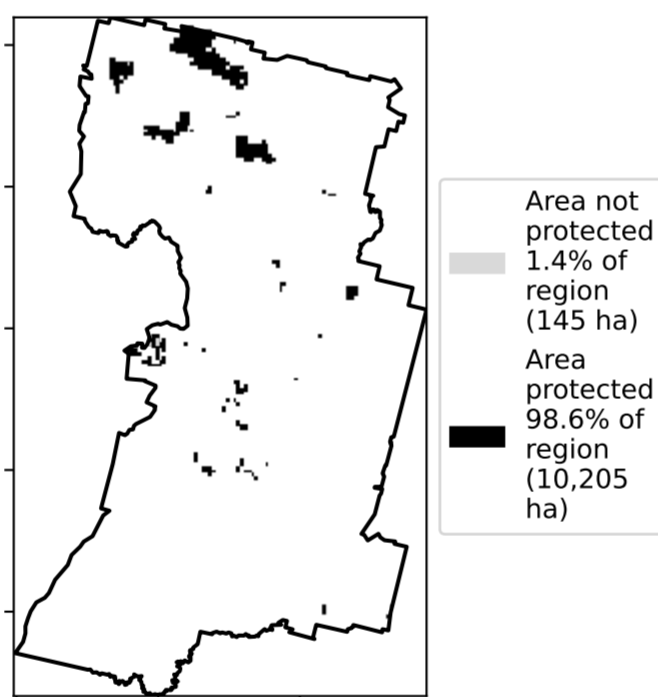 Area not
protected
1.4% of
region
(145 ha)
Area
protected
98.6% of
region
(10,205
ha)